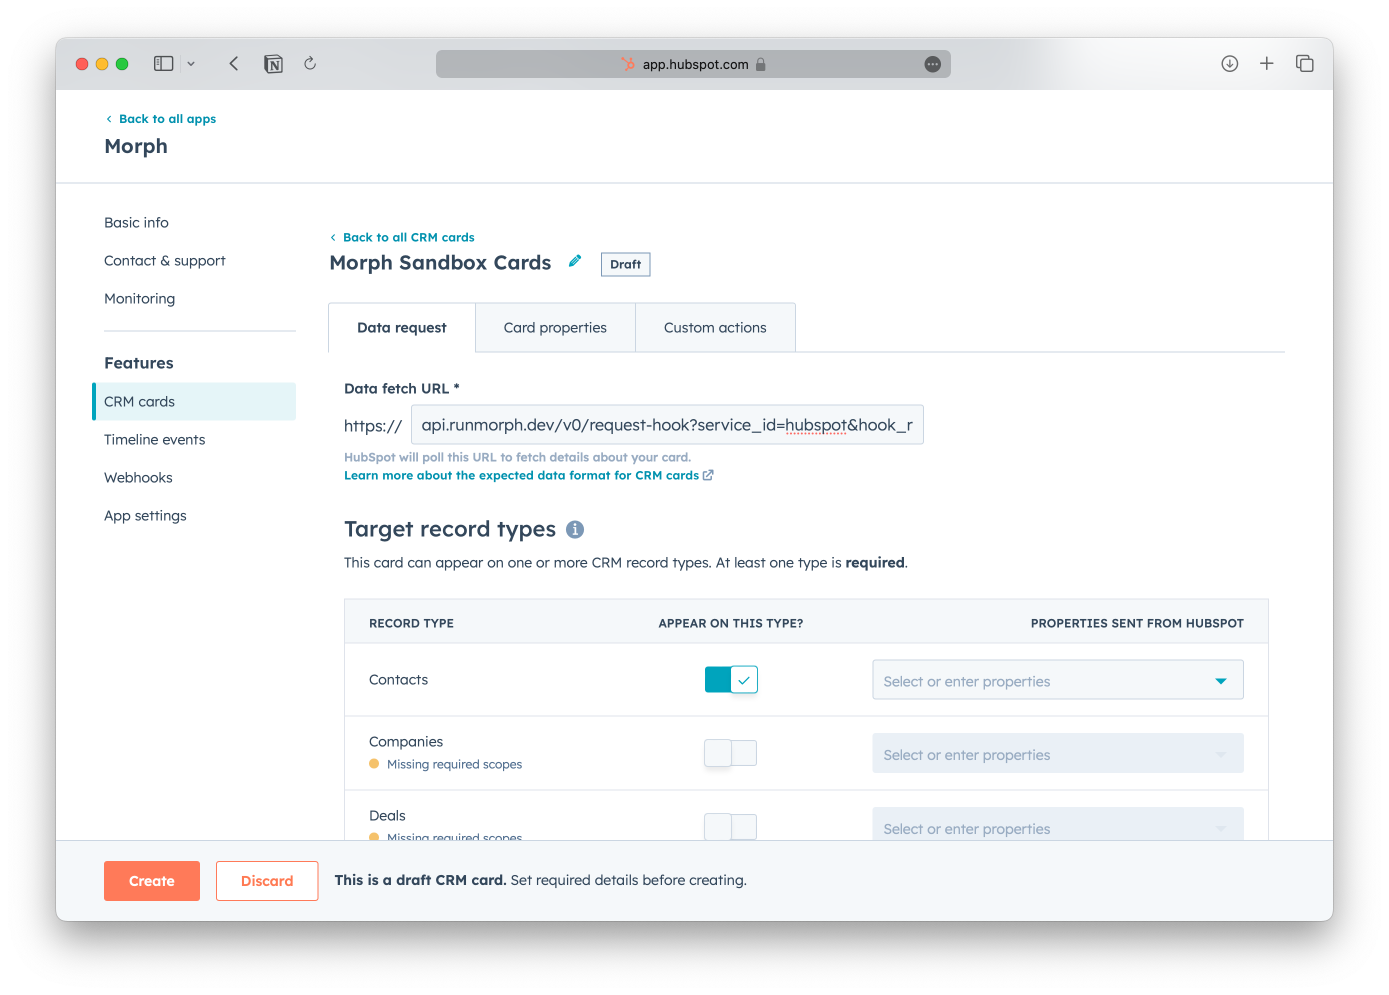 app.hubspot.com
Back to all apps
Morph
Basic info
Contact & support
Monitoring
Features
CRM cards
Timeline events
Webhooks
App settings
Back to all CRM cards
Morph Sandbox Cards
Draft
Data request
Card properties
Custom actions
Data fetch URL *
https://
api.runmorph.dev/v0/request-hook?service_id=hubspot&hook_r
HubSpot will poll this URL to fetch details about your card.
Learn more about the expected data format for CRM cards
Target record types
This card can appear on one or more CRM record types. At least one type is required.
RECORD TYPE
APPEAR ON THIS TYPE?
PROPERTIES SENT FROM HUBSPOT
Contacts
Select or enter properties
Companies
Missing required scopes
Select or enter properties
Deals
Missing required scopes
Select or enter properties
Create
Discard
This is a draft CRM card. Set required details before creating.